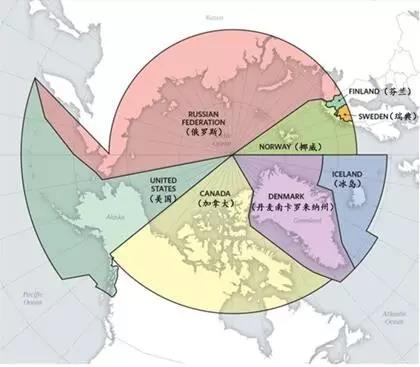 Russia
FINLAND(芬兰)
SWEDEN(瑞典)
RUSSIAN
FEDERATION
(俄罗斯)
Ocean
NORWAY(挪威)
UNITED
STATES
(美国)
CANADA
(加拿大)
DENMARK
(丹麦南卡罗来纳州)
ICELAND
(冰岛)
Alaska
Greenland
Pacific
Ocean
Atlantic
Ocean